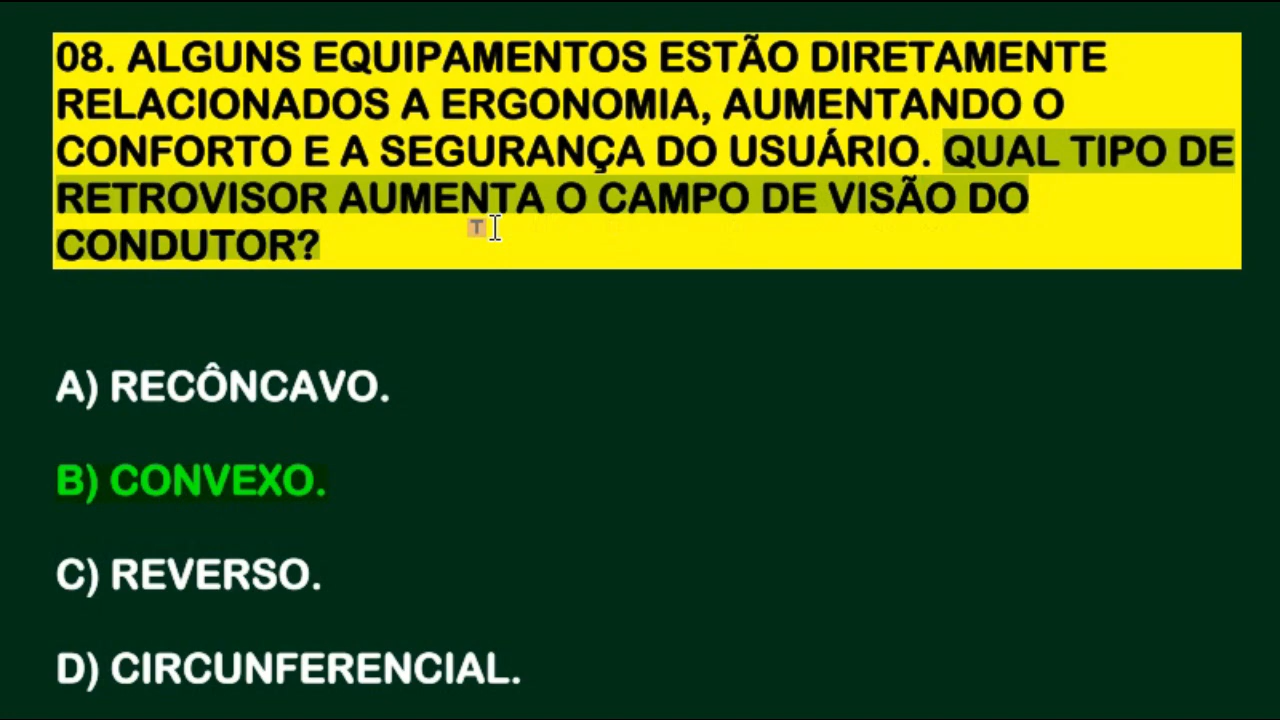 08. ALGUNS EQUIPAMENTOS ESTÃO DIRETAMENTE
RELACIONADOS A ERGONOMIA, AUMENTANDO O
CONFORTO E A SEGURANÇA DO USUÁRIO. QUAL TIPO DE
RETROVISOR AUMENTA O CAMPO DE VISÃO DO
CONDUTOR?
T
A) RECÔNCAVO.
B) CONVEXO.
C) REVERSO.
D) CIRCUNFERENCIAL.